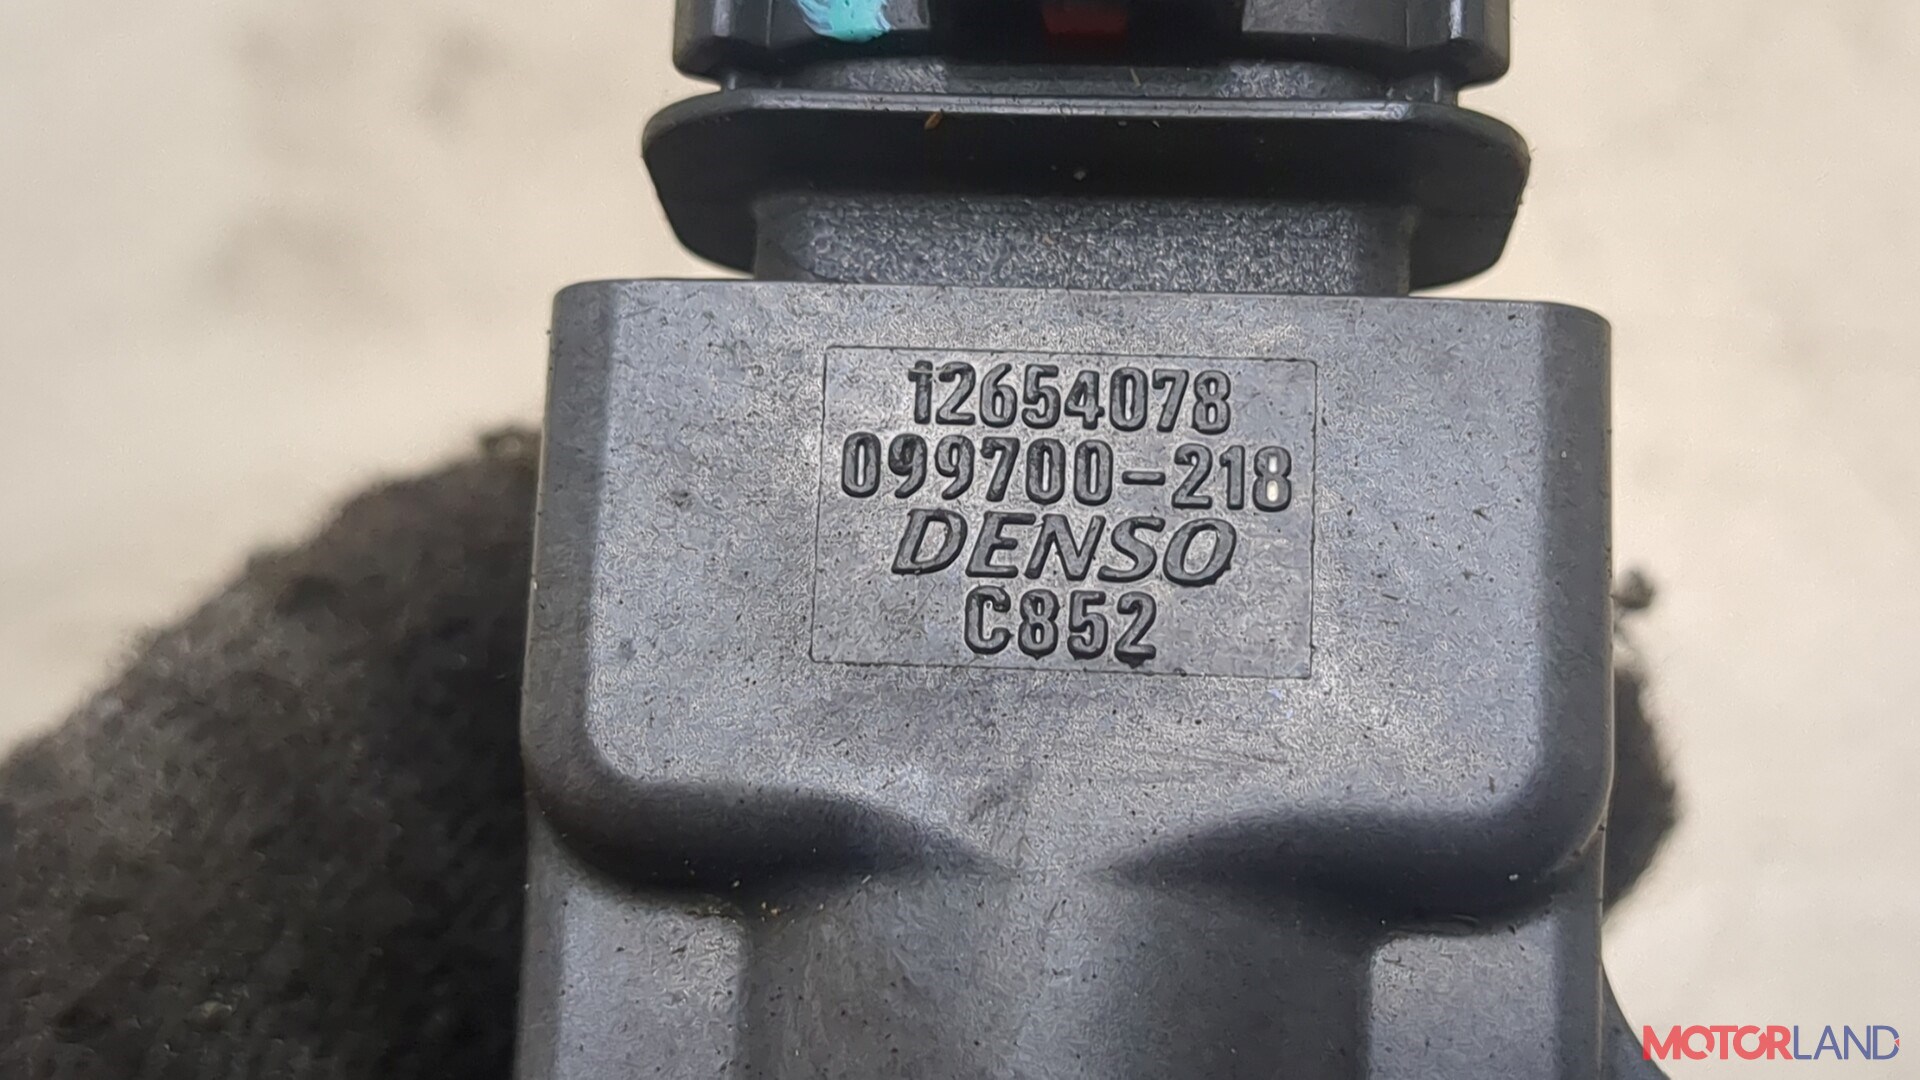 12654078
099700-218
DENSO
C852
MOTORLAND